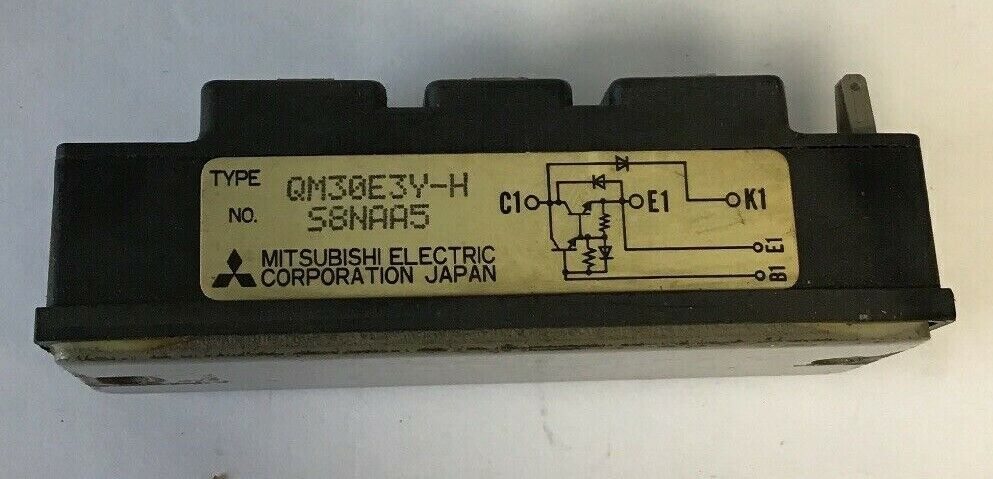 TYPE QM30E3Y-H
NO. S8NAA5
MITSUBISHI ELECTRIC
CORPORATION JAPAN
C1 E1 K1
E1
B1